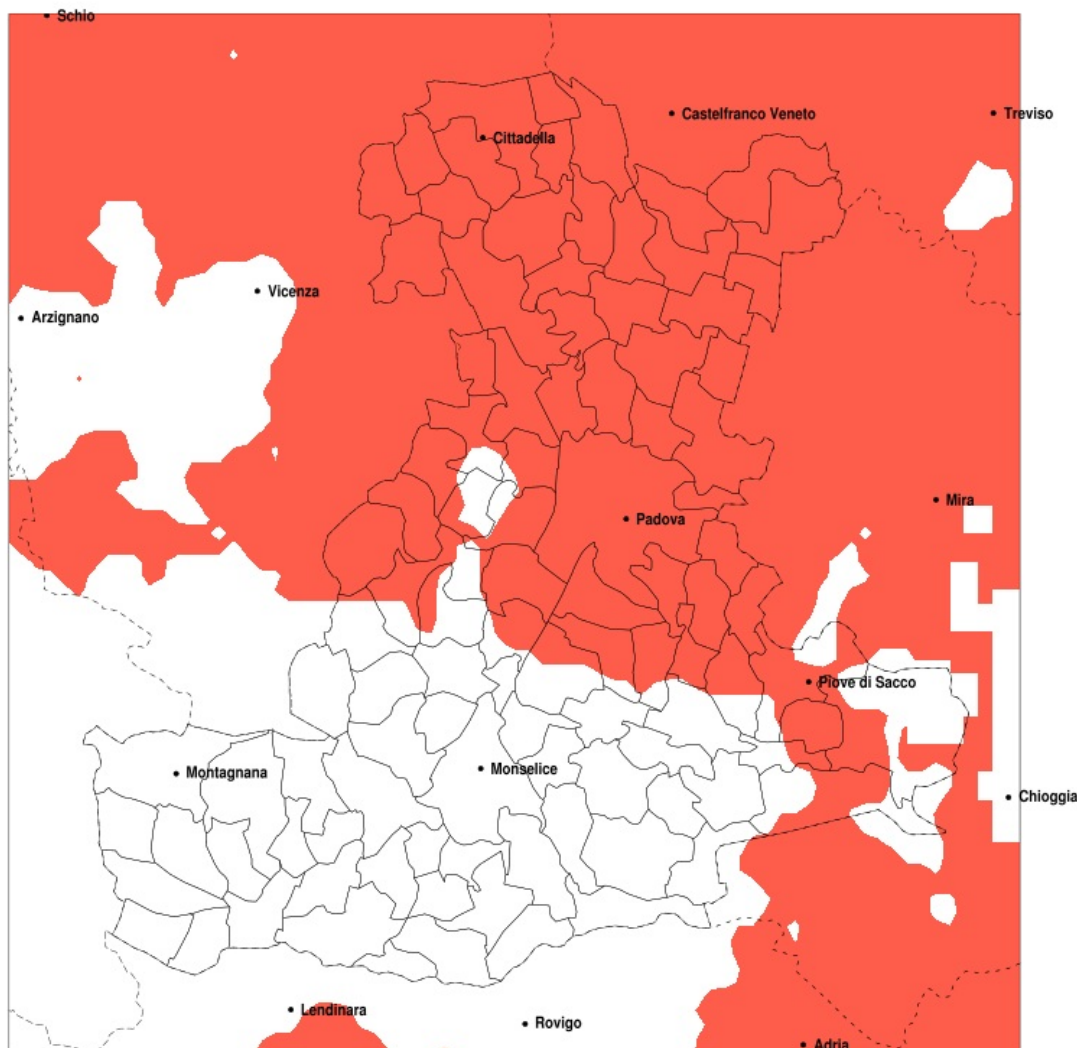 Schio
Castelfranco Veneto
Treviso
Cittadella
Vicenza
Arzignano
Mira
Padova
Piove di Sacco
Montagnana
Monselice
Chioggia
Lendinara
Rovigo
Adria